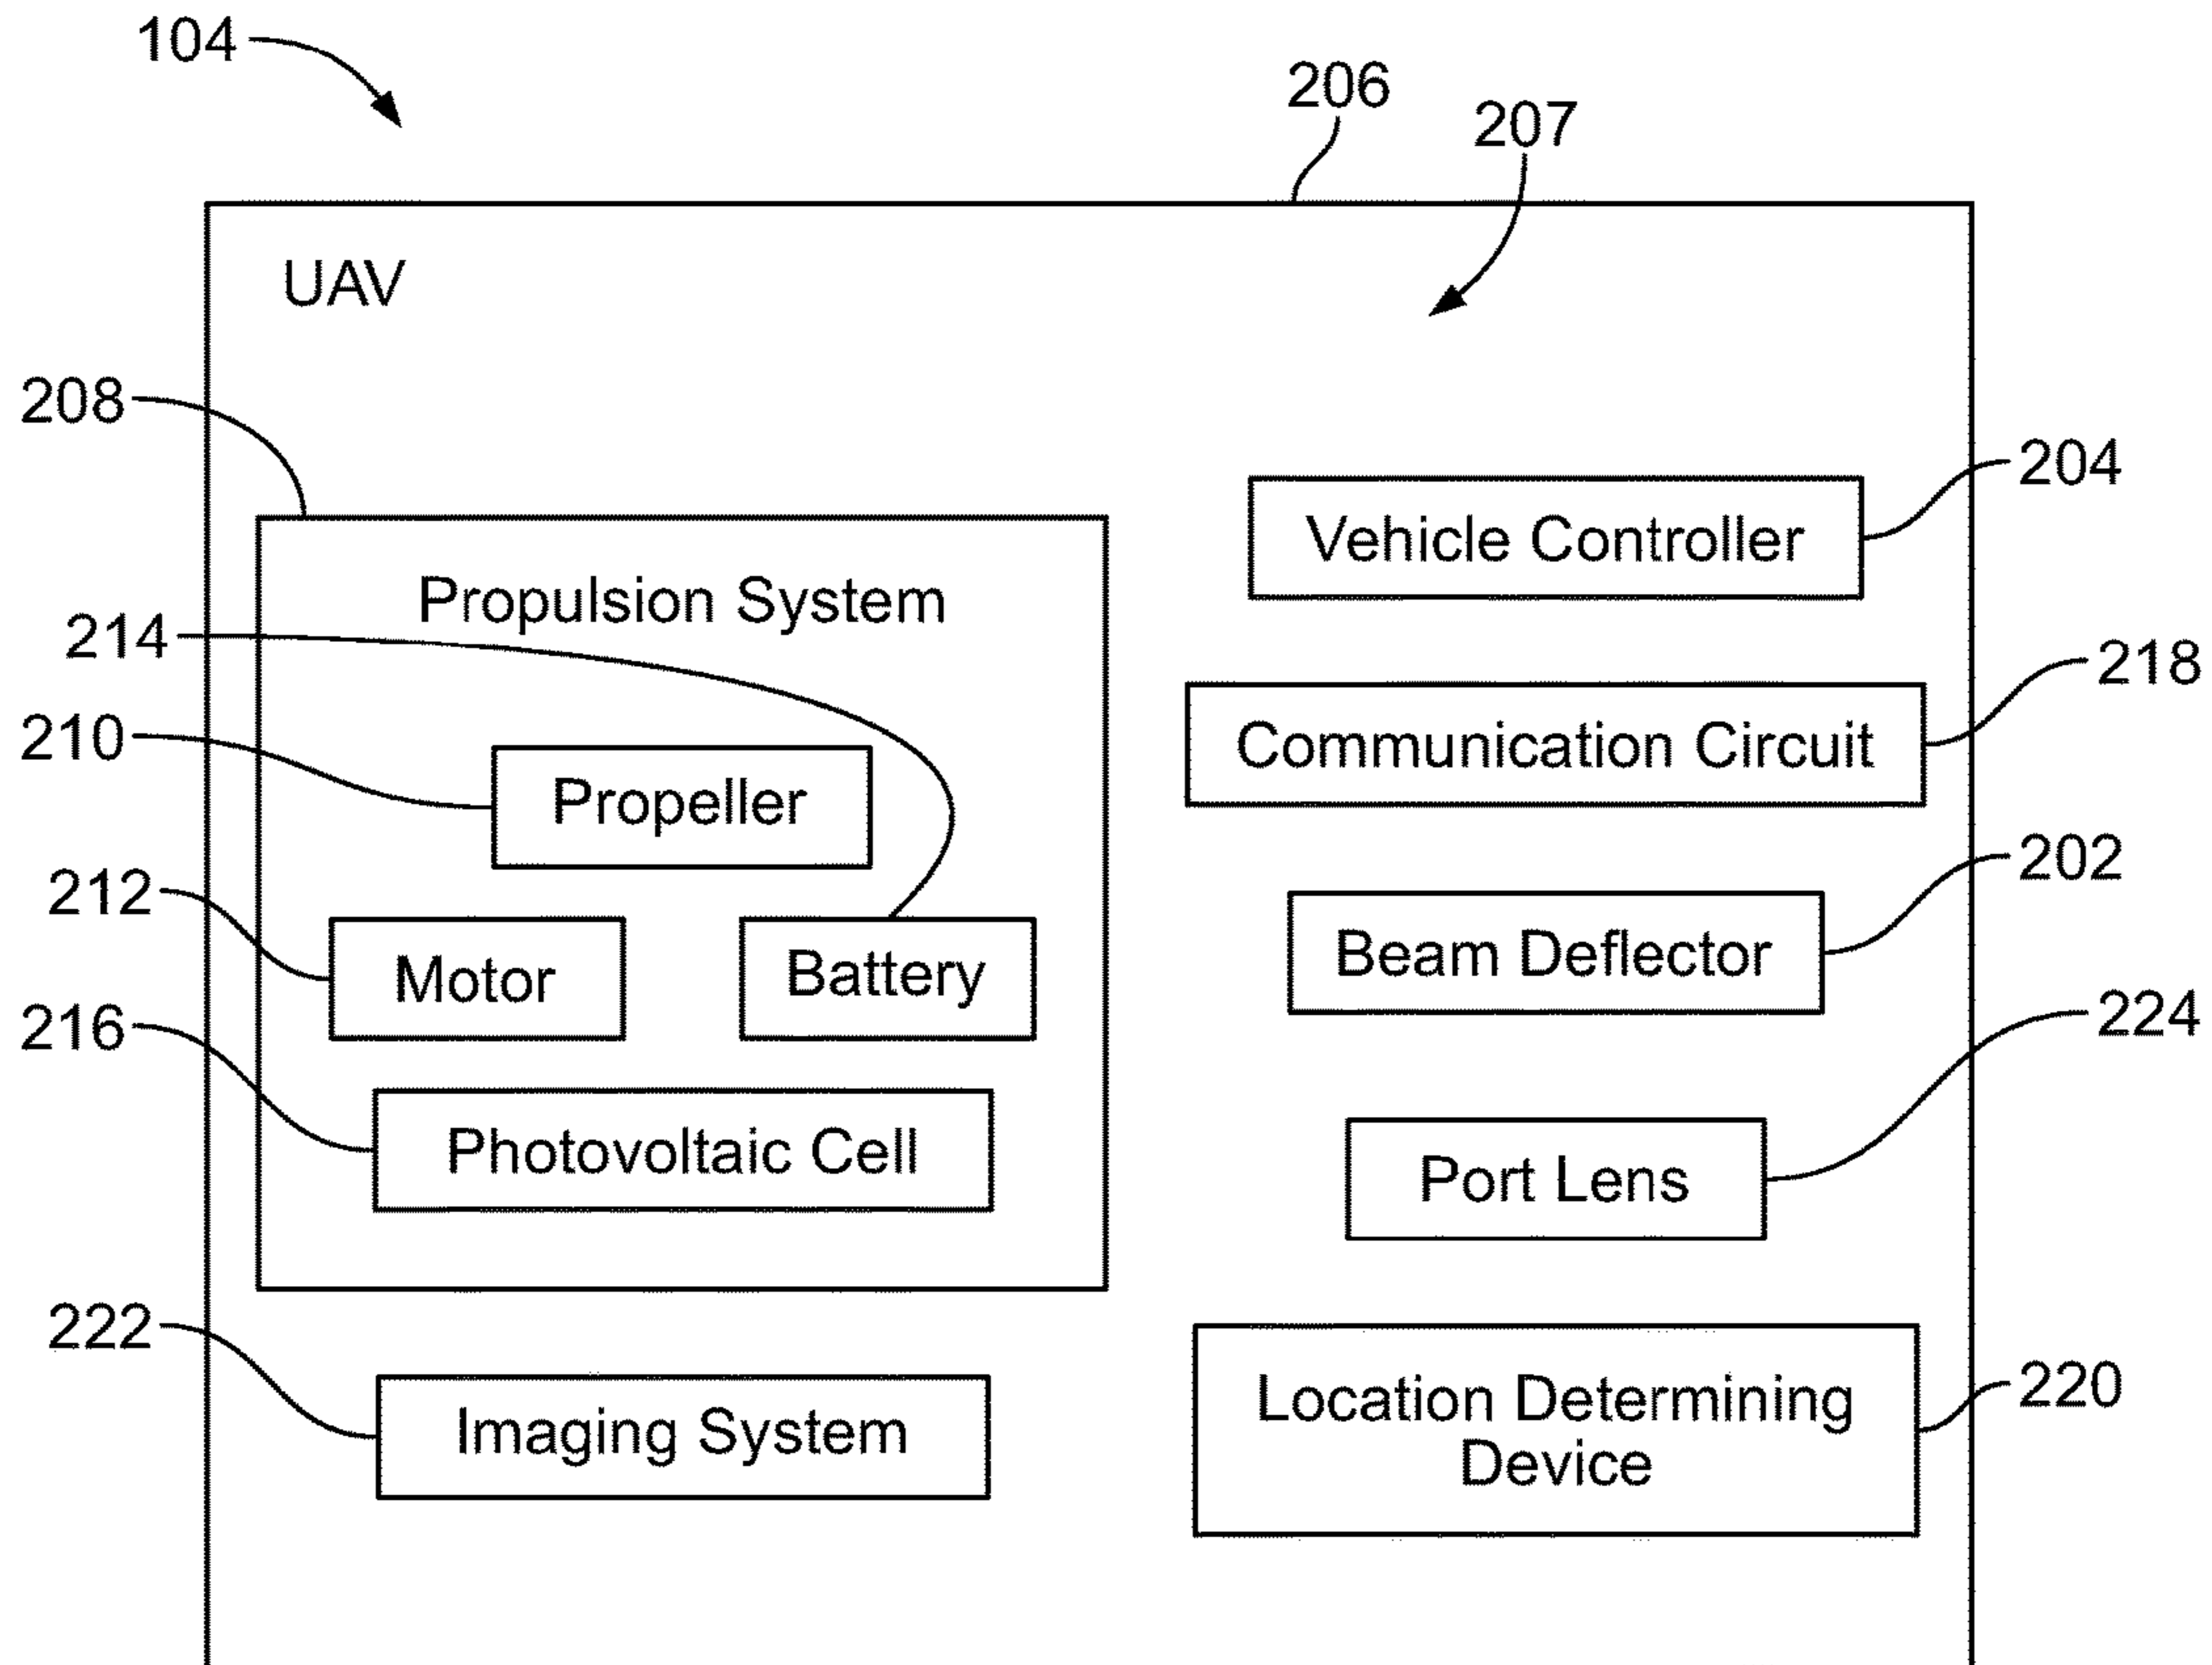 104
206
207
UAV
208
204
Vehicle Controller
Propulsion System
214
218
Communication Circuit
210
Propeller
202
Beam Deflector
212
Motor
Battery
216
224
Photovoltaic Cell
Port Lens
222
220
Imaging System
Location Determining
Device